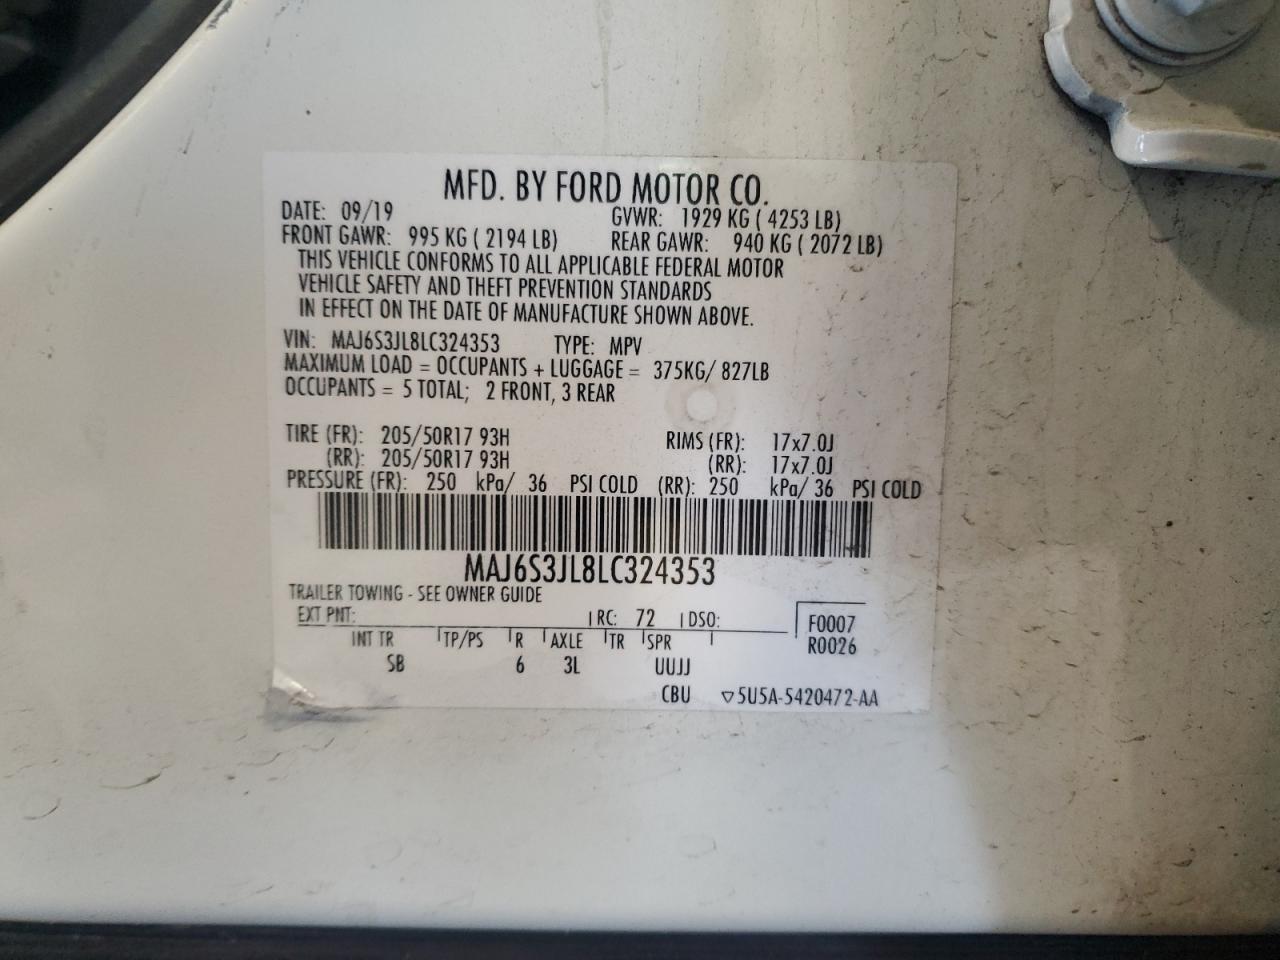 MFD. BY FORD MOTOR CO.
DATE: 09/19 GVWR: 1929 KG ( 4253 LB)
FRONT GAWR: 995 KG ( 2194 LB) REAR GAWR: 940 KG ( 2072 LB)
THIS VEHICLE CONFORMS TO ALL APPLICABLE FEDERAL MOTOR
VEHICLE SAFETY AND THEFT PREVENTION STANDARDS
IN EFFECT ON THE DATE OF MANUFACTURE SHOWN ABOVE.
VIN: MAJ6S3JL8LC324353 TYPE: MPV
MAXIMUM LOAD = OCCUPANTS + LUGGAGE = 375KG/ 827LB
OCCUPANTS = 5 TOTAL; 2 FRONT, 3 REAR
TIRE (FR): 205/50R17 93H RIMS (FR): 17x7.0J
(RR): 205/50R17 93H (RR): 17x7.0J
PRESSURE (FR): 250 kPa/ 36 PSI COLD (RR): 250 kPa/ 36 PSI COLD
MAJ6S3JL8LC324353
TRAILER TOWING - SEE OWNER GUIDE
EXT PNT: RC: 72 DSO: F0007
INT TR TP/PS R AXLE TR SPR R0026
SB 6 3L UUJJ
CBU ▽5U5A-5420472-AA